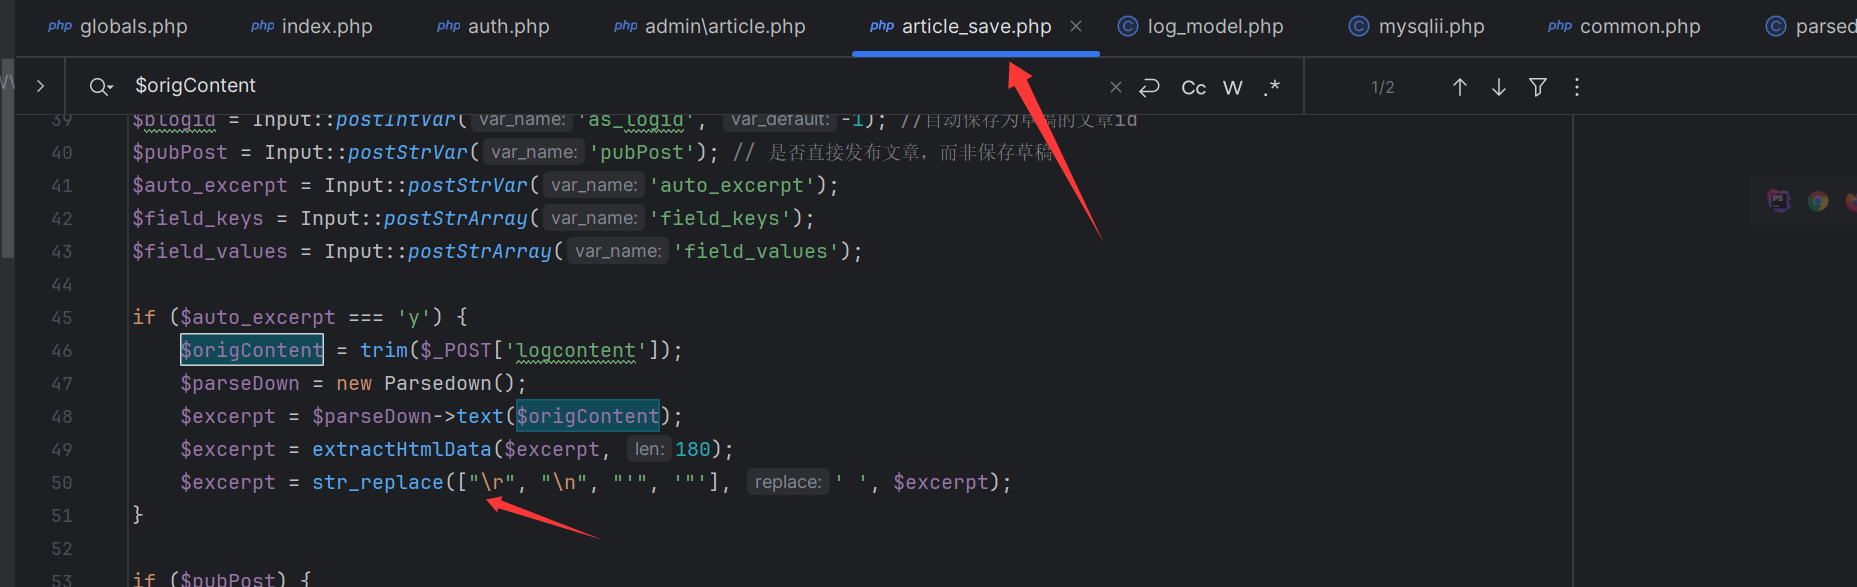 php globals.php php index.php php auth.php php admin\article.php php article_save.php × C log_model.php C mysqlii.php php common.php C parsed
$origContent × Cc W .* 1/2
39 $blogid = Input::postIntVar( var_name: 'as_logid', var_default: -1); //自动保存为草稿的文章id
40 $pubPost = Input::postStrVar( var_name: 'pubPost'); // 是否直接发布文章，而非保存草稿
41 $auto_excerpt = Input::postStrVar( var_name: 'auto_excerpt');
42 $field_keys = Input::postStrArray( var_name: 'field_keys');
43 $field_values = Input::postStrArray( var_name: 'field_values');
44
45 if ($auto_excerpt === 'y') {
46 $origContent = trim($_POST['logcontent']);
47 $parseDown = new Parsedown();
48 $excerpt = $parseDown->text($origContent);
49 $excerpt = extractHtmlData($excerpt, len: 180);
50 $excerpt = str_replace(["\r", "\n", "'", '"'], replace: ' ', $excerpt);
51 }
52
53 if ($pubPost) {